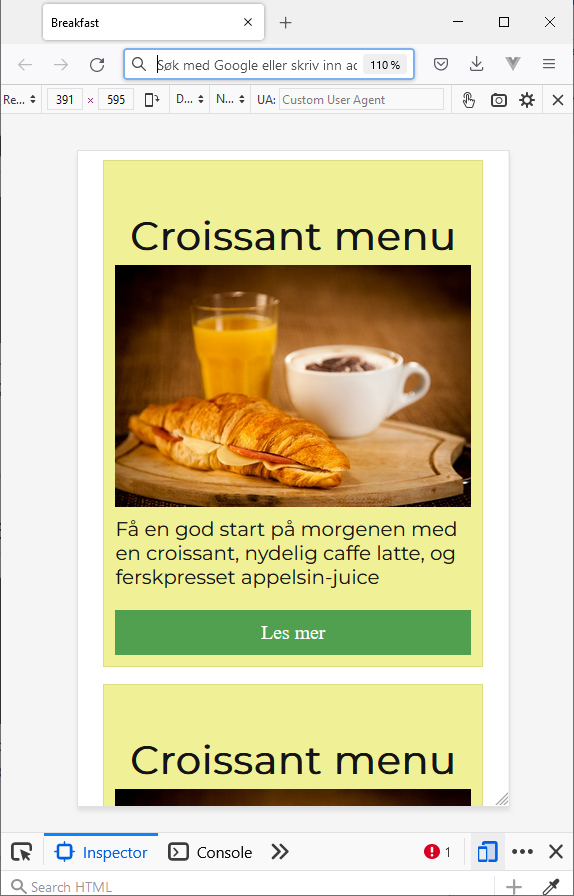 Breakfast
Søk med Google eller skriv inn ad
110 %
Re... 391 × 595 D... N... UA: Custom User Agent
Croissant menu
Få en god start på morgenen med
en croissant, nydelig caffe latte, og
ferskpresset appelsin-juice
Les mer
Croissant menu
Inspector Console 1
Search HTML